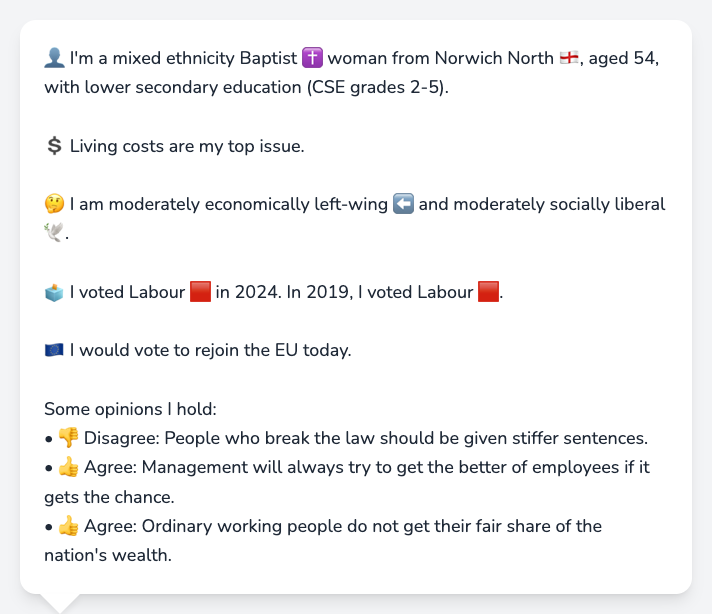 👤 I'm a mixed ethnicity Baptist ✝️ woman from Norwich North 🏴󠁧󠁢󠁥󠁮󠁧󠁿, aged 54,
with lower secondary education (CSE grades 2-5).
💲 Living costs are my top issue.
🤔 I am moderately economically left-wing ⬅️ and moderately socially liberal
🕊️.
🗳️ I voted Labour 🟥 in 2024. In 2019, I voted Labour 🟥.
🇪🇺 I would vote to rejoin the EU today.
Some opinions I hold:
• 👎 Disagree: People who break the law should be given stiffer sentences.
• 👍 Agree: Management will always try to get the better of employees if it
gets the chance.
• 👍 Agree: Ordinary working people do not get their fair share of the
nation's wealth.